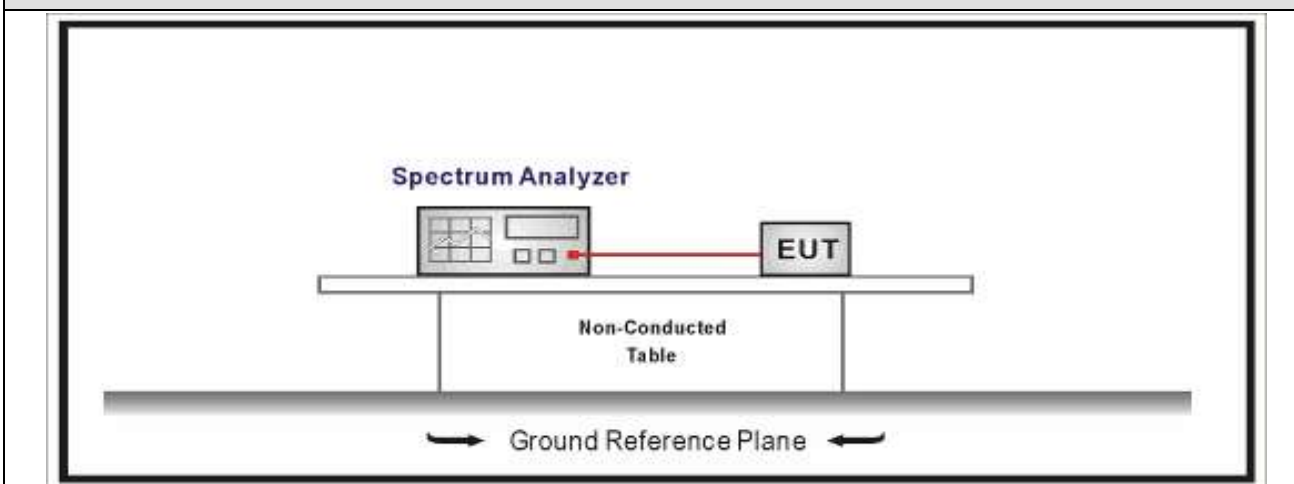 Spectrum Analyzer
EUT
Non-Conducted
Table
Ground Reference Plane